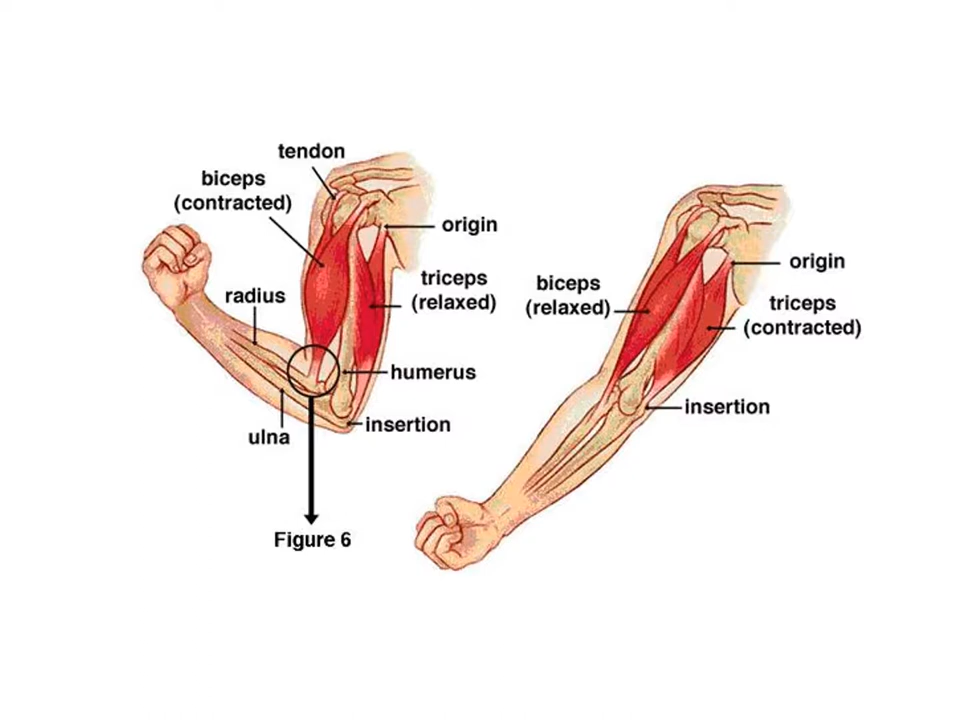 tendon
biceps
(contracted)
origin
triceps
(relaxed)
radius
humerus
insertion
ulna
Figure 6
origin
biceps
(relaxed)
triceps
(contracted)
insertion